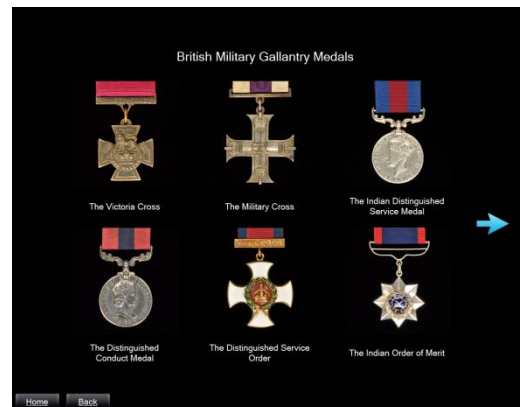 British Military Gallantry Medals
The Victoria Cross
The Military Cross
The Indian Distinguished
Service Medal
The Distinguished
Conduct Medal
The Distinguished Service
Order
The Indian Order of Merit
Home
Back